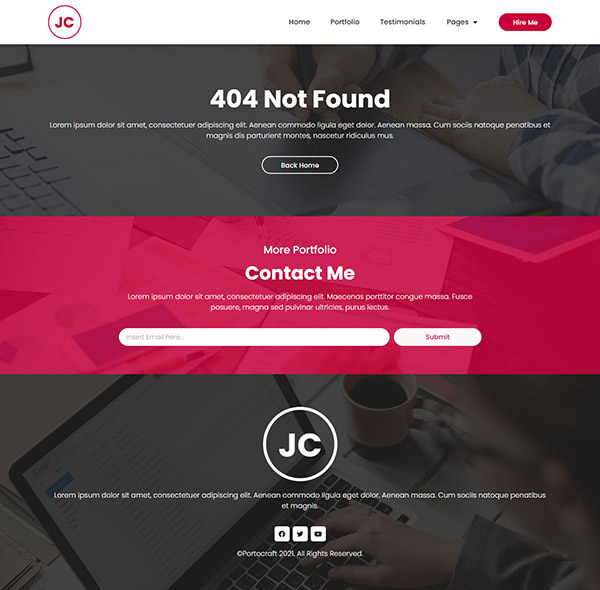 JC
Home Portfolio Testimonials Pages Hire Me
404 Not Found
Lorem ipsum dolor sit amet, consectetuer adipiscing elit. Aenean commodo ligula eget dolor. Aenean massa. Cum sociis natoque penatibus et
magnis dis parturient montes, nascetur ridiculus mus.
Back Home
More Portfolio
Contact Me
Lorem ipsum dolor sit amet, consectetuer adipiscing elit. Maecenas porttitor congue massa. Fusce
posuere, magna sed pulvinar ultricies, purus lectus.
Insert Email here...
Submit
JC
Lorem ipsum dolor sit amet, consectetuer adipiscing elit. Aenean commodo ligula eget dolor. Aenean massa. Cum sociis natoque penatibus
et magnis.
©Portocraft 2021. All Rights Reserved.